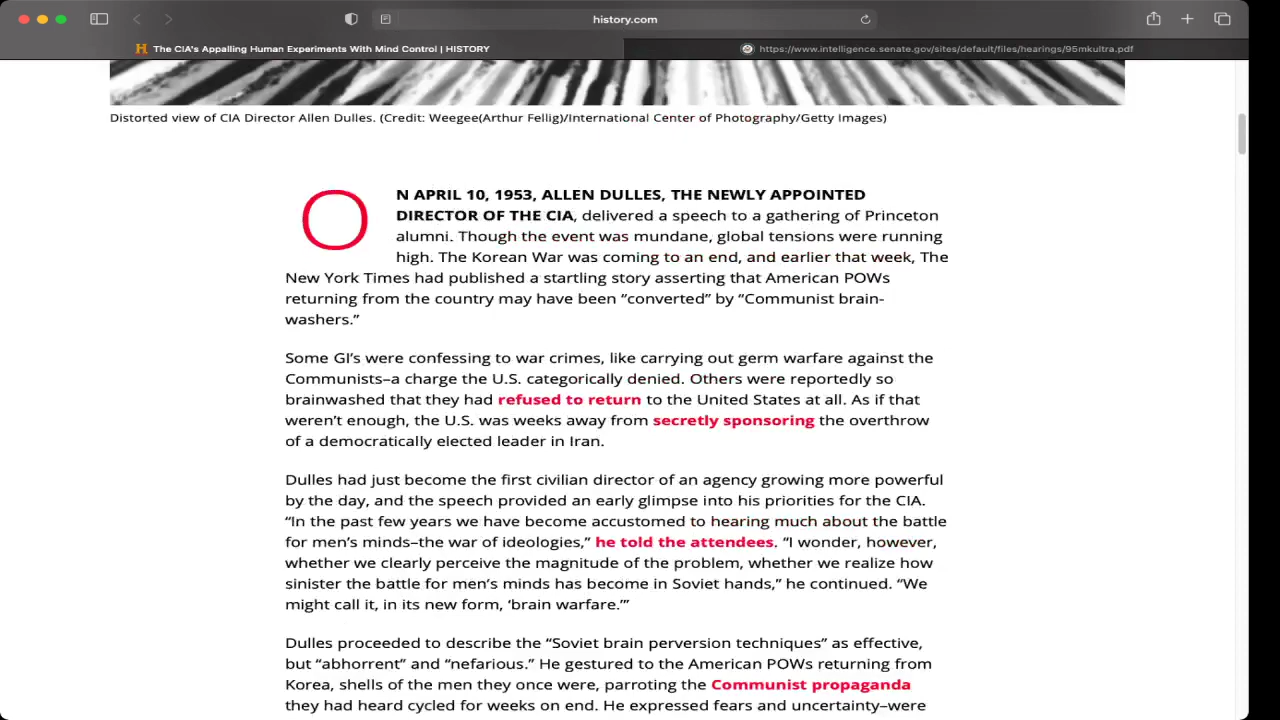 history.com
The CIA's Appalling Human Experiments With Mind Control | HISTORY
https://www.intelligence.senate.gov/sites/default/files/hearings/95mkultra.pdf
Distorted view of CIA Director Allen Dulles. (Credit: Weegee(Arthur Fellig)/International Center of Photography/Getty Images)
ON APRIL 10, 1953, ALLEN DULLES, THE NEWLY APPOINTED
DIRECTOR OF THE CIA, delivered a speech to a gathering of Princeton
alumni. Though the event was mundane, global tensions were running
high. The Korean War was coming to an end, and earlier that week, The
New York Times had published a startling story asserting that American POWs
returning from the country may have been “converted” by “Communist brain-
washers.”
Some GI’s were confessing to war crimes, like carrying out germ warfare against the
Communists–a charge the U.S. categorically denied. Others were reportedly so
brainwashed that they had refused to return to the United States at all. As if that
weren’t enough, the U.S. was weeks away from secretly sponsoring the overthrow
of a democratically elected leader in Iran.
Dulles had just become the first civilian director of an agency growing more powerful
by the day, and the speech provided an early glimpse into his priorities for the CIA.
“In the past few years we have become accustomed to hearing much about the battle
for men’s minds–the war of ideologies,” he told the attendees. “I wonder, however,
whether we clearly perceive the magnitude of the problem, whether we realize how
sinister the battle for men’s minds has become in Soviet hands,” he continued. “We
might call it, in its new form, ‘brain warfare.’”
Dulles proceeded to describe the “Soviet brain perversion techniques” as effective,
but “abhorrent” and “nefarious.” He gestured to the American POWs returning from
Korea, shells of the men they once were, parroting the Communist propaganda
they had heard cycled for weeks on end. He expressed fears and uncertainty–were